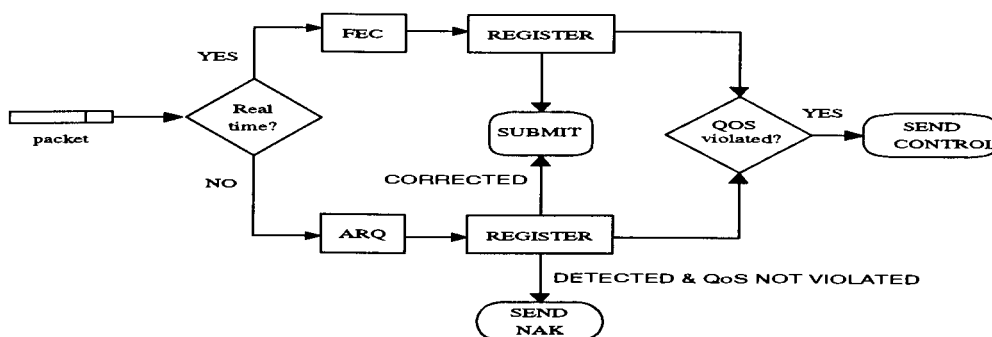 FEC
REGISTER
YES
Real
time?
packet
SUBMIT
QOS
violated?
YES
SEND
CONTROL
NO
CORRECTED
ARQ
REGISTER
DETECTED & QoS NOT VIOLATED
SEND
NAK